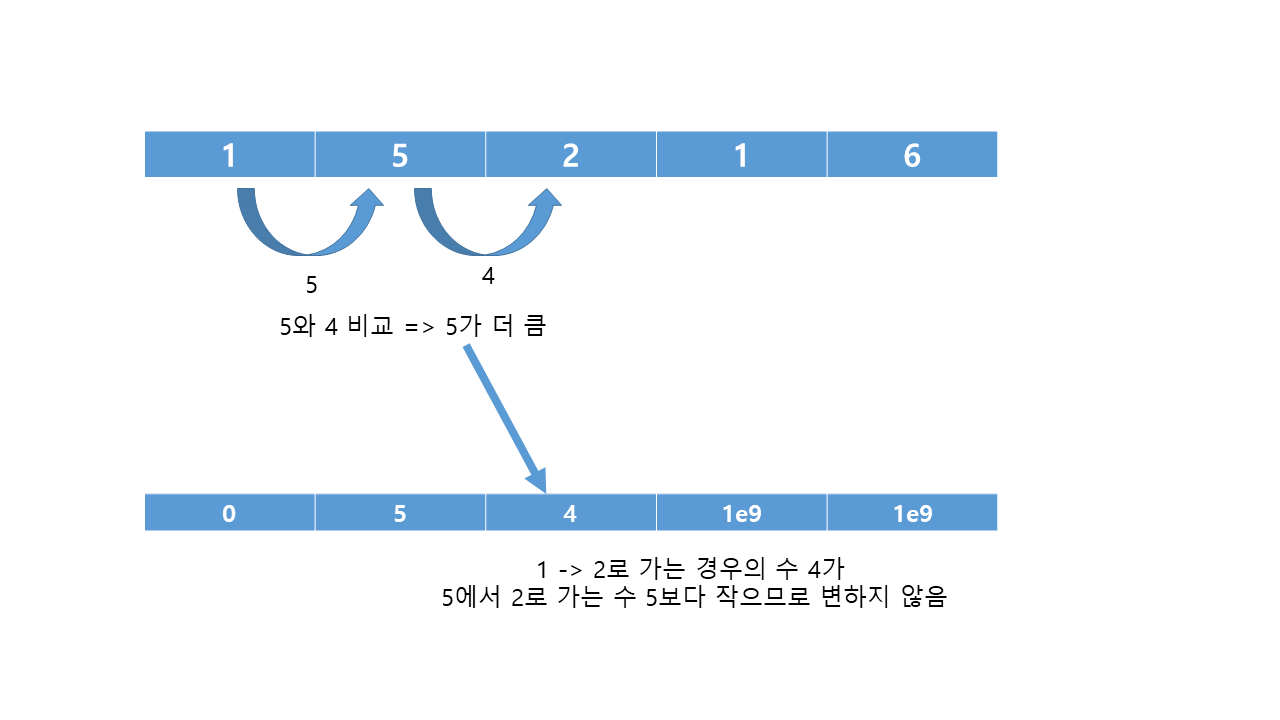 1 5 2 1 6
5 4
5와 4 비교 => 5가 더 큼
0 5 4 1e9 1e9
1 -> 2로 가는 경우의 수 4가
5에서 2로 가는 수 5보다 작으므로 변하지 않음